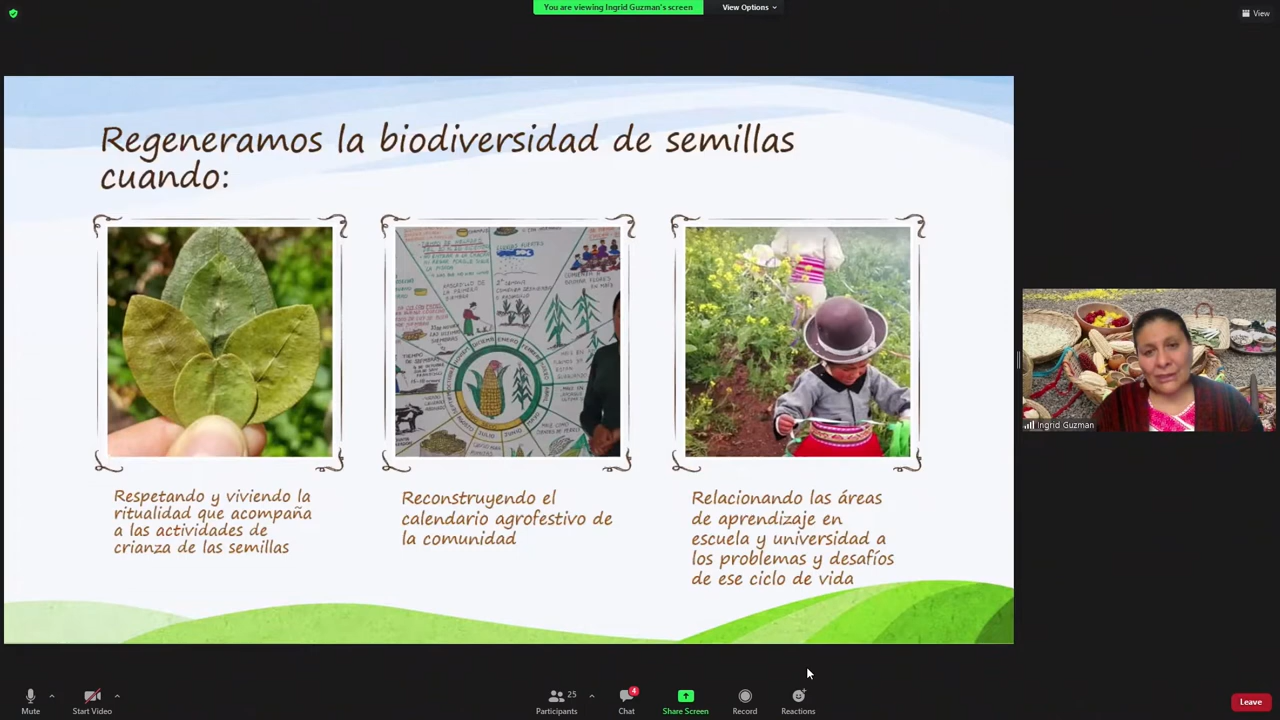 You are viewing Ingrid Guzman's screen
View Options
View
Regeneramos la biodiversidad de semillas
cuando:
Respetando y viviendo la
ritualidad que acompaña
a las actividades de
crianza de las semillas
Reconstruyendo el
calendario agrofestivo de
la comunidad
Relacionando las áreas
de aprendizaje en
escuela y universidad a
los problemas y desafíos
de ese ciclo de vida
Ingrid Guzman
Mute
Start Video
25
Participants
4
Chat
Share Screen
Record
Reactions
Leave